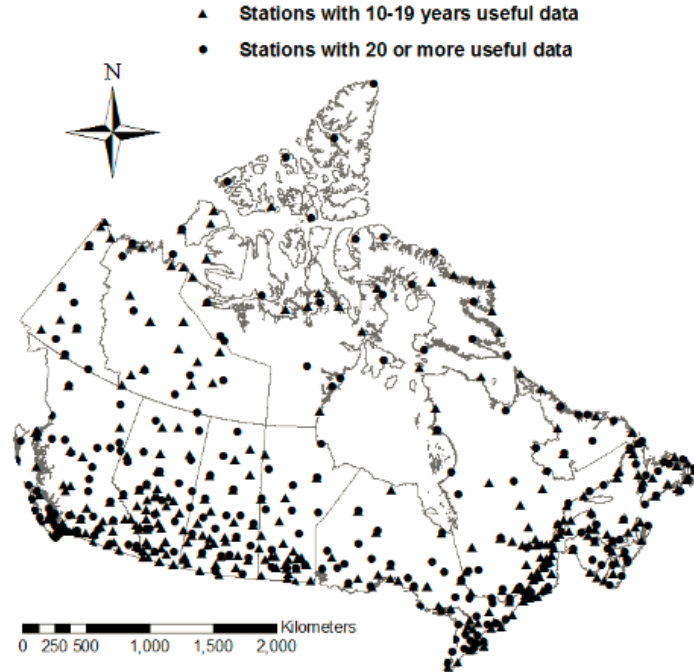 Stations with 10-19 years useful data
Stations with 20 or more useful data
N
Kilometers
0 250 500 1,000 1,500 2,000